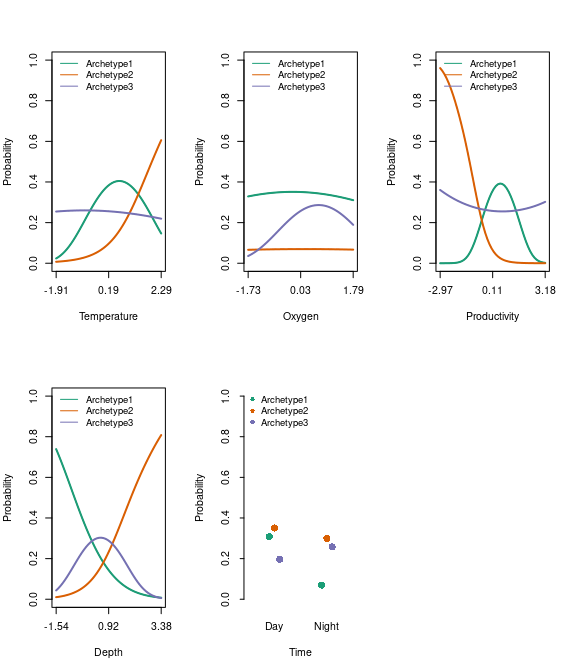 Archetype1
Archetype2
Archetype3
Probability
0.0 0.2 0.4 0.6 0.8 1.0
-1.91 0.19 2.29
Temperature
Archetype1
Archetype2
Archetype3
Probability
0.0 0.2 0.4 0.6 0.8 1.0
-1.73 0.03 1.79
Oxygen
Archetype1
Archetype2
Archetype3
Probability
0.0 0.2 0.4 0.6 0.8 1.0
-2.97 0.11 3.18
Productivity
Archetype1
Archetype2
Archetype3
Probability
0.0 0.2 0.4 0.6 0.8 1.0
-1.54 0.92 3.38
Depth
Archetype1
Archetype2
Archetype3
Probability
0.0 0.2 0.4 0.6 0.8 1.0
Day Night
Time